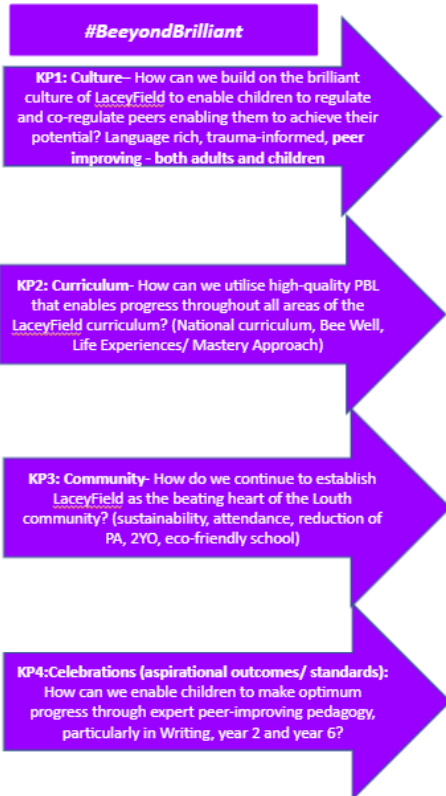 #BeeyondBrilliant
KP1: Culture– How can we build on the brilliant
culture of LaceyField to enable children to regulate
and co-regulate peers enabling them to achieve their
potential? Language rich, trauma-informed, peer
improving - both adults and children
KP2: Curriculum- How can we utilise high-quality PBL
that enables progress throughout all areas of the
LaceyField curriculum? (National curriculum, Bee Well,
Life Experiences/ Mastery Approach)
KP3: Community- How do we continue to establish
LaceyField as the beating heart of the Louth
community? (sustainability, attendance, reduction of
PA, 2YO, eco-friendly school)
KP4:Celebrations (aspirational outcomes/ standards):
How can we enable children to make optimum
progress through expert peer-improving pedagogy,
particularly in Writing, year 2 and year 6?